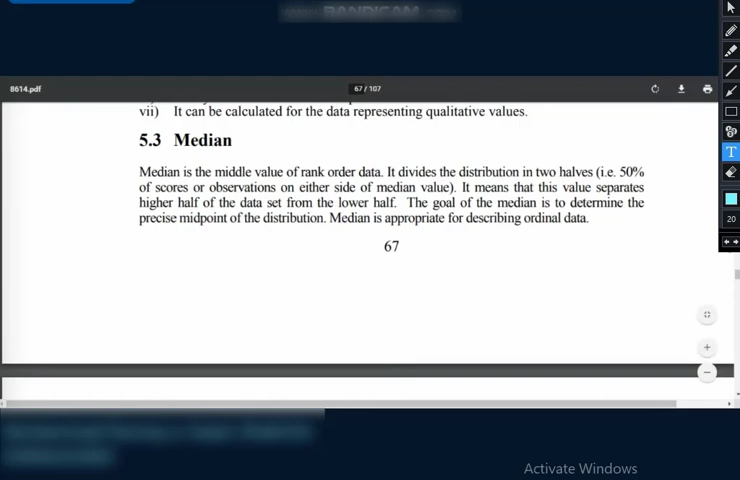 BANDICAM
8614.pdf
67 / 107
vii) It can be calculated for the data representing qualitative values.
5.3 Median
Median is the middle value of rank order data. It divides the distribution in two halves (i.e. 50%
of scores or observations on either side of median value). It means that this value separates
higher half of the data set from the lower half. The goal of the median is to determine the
precise midpoint of the distribution. Median is appropriate for describing ordinal data.
67
T
20
Activate Windows